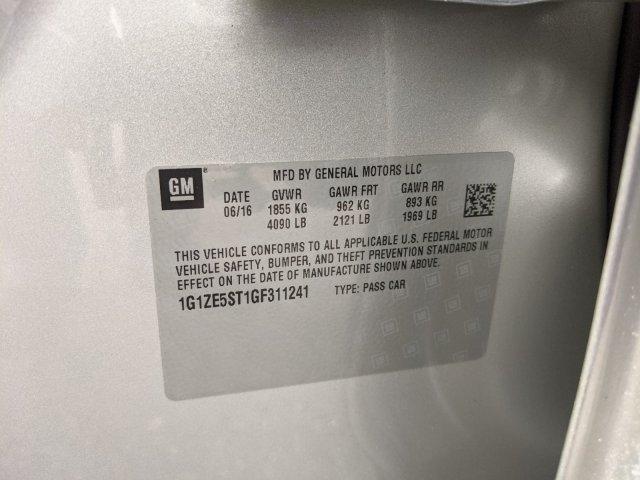 GM
MFD BY GENERAL MOTORS LLC
DATE GVWR GAWR FRT GAWR RR
06/16 1855 KG 962 KG 893 KG
4090 LB 2121 LB 1969 LB
THIS VEHICLE CONFORMS TO ALL APPLICABLE U.S. FEDERAL MOTOR
VEHICLE SAFETY, BUMPER, AND THEFT PREVENTION STANDARDS IN
EFFECT ON THE DATE OF MANUFACTURE SHOWN ABOVE.
1G1ZE5ST1GF311241 TYPE: PASS CAR